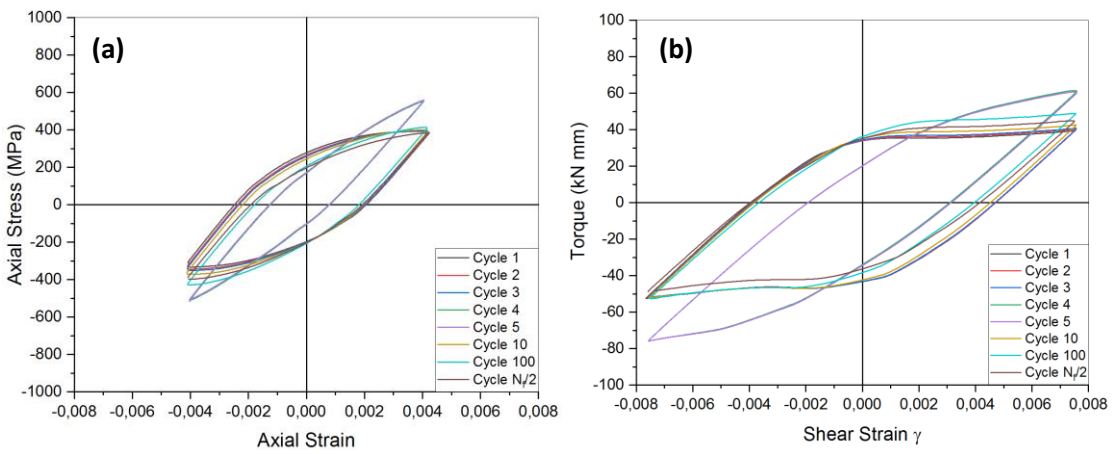 (a)
Axial Stress (MPa)
1000
800
600
400
200
0
-200
-400
-600
-800
-1000
-0,008 -0,006 -0,004 -0,002 0,000 0,002 0,004 0,006 0,008
Axial Strain
Cycle 1
Cycle 2
Cycle 3
Cycle 4
Cycle 5
Cycle 10
Cycle 100
Cycle Nf/2
(b)
Torque (kN mm)
100
80
60
40
20
0
-20
-40
-60
-80
-100
-0,008 -0,006 -0,004 -0,002 0,000 0,002 0,004 0,006 0,008
Shear Strain γ
Cycle 1
Cycle 2
Cycle 3
Cycle 4
Cycle 5
Cycle 10
Cycle 100
Cycle Nf/2